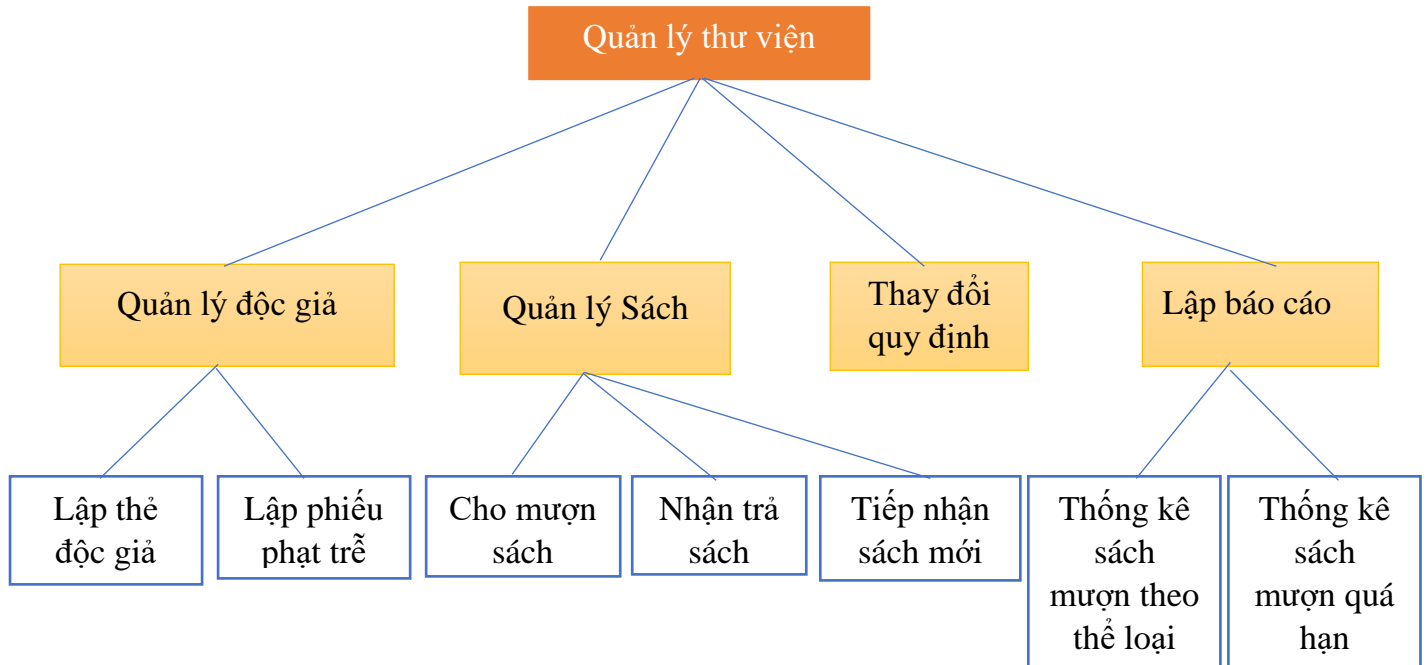 Quản lý thư viện
Quản lý độc giả
Quản lý Sách
Thay đổi
quy định
Lập báo cáo
Lập thẻ
độc giả
Lập phiếu
phạt trễ
Cho mượn
sách
Nhận trả
sách
Tiếp nhận
sách mới
Thống kê
sách
mượn theo
thể loại
Thống kê
sách
mượn quá
hạn